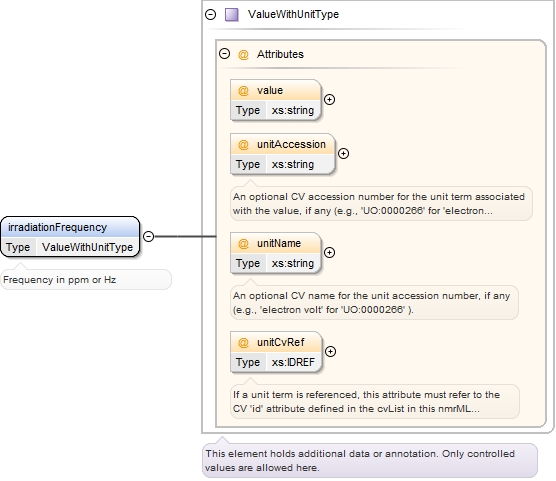 ValueWithUnitType
@ Attributes
@ value
Type xs:string
@ unitAccession
Type xs:string
An optional CV accession number for the unit term associated
with the value, if any (e.g., 'UO:0000266' for 'electron...
irradiationFrequency
Type ValueWithUnitType
Frequency in ppm or Hz
@ unitName
Type xs:string
An optional CV name for the unit accession number, if any
(e.g., 'electron volt' for 'UO:0000266' ).
@ unitCvRef
Type xs:IDREF
If a unit term is referenced, this attribute must refer to the
CV 'id' attribute defined in the cvList in this nmrML...
This element holds additional data or annotation. Only controlled
values are allowed here.